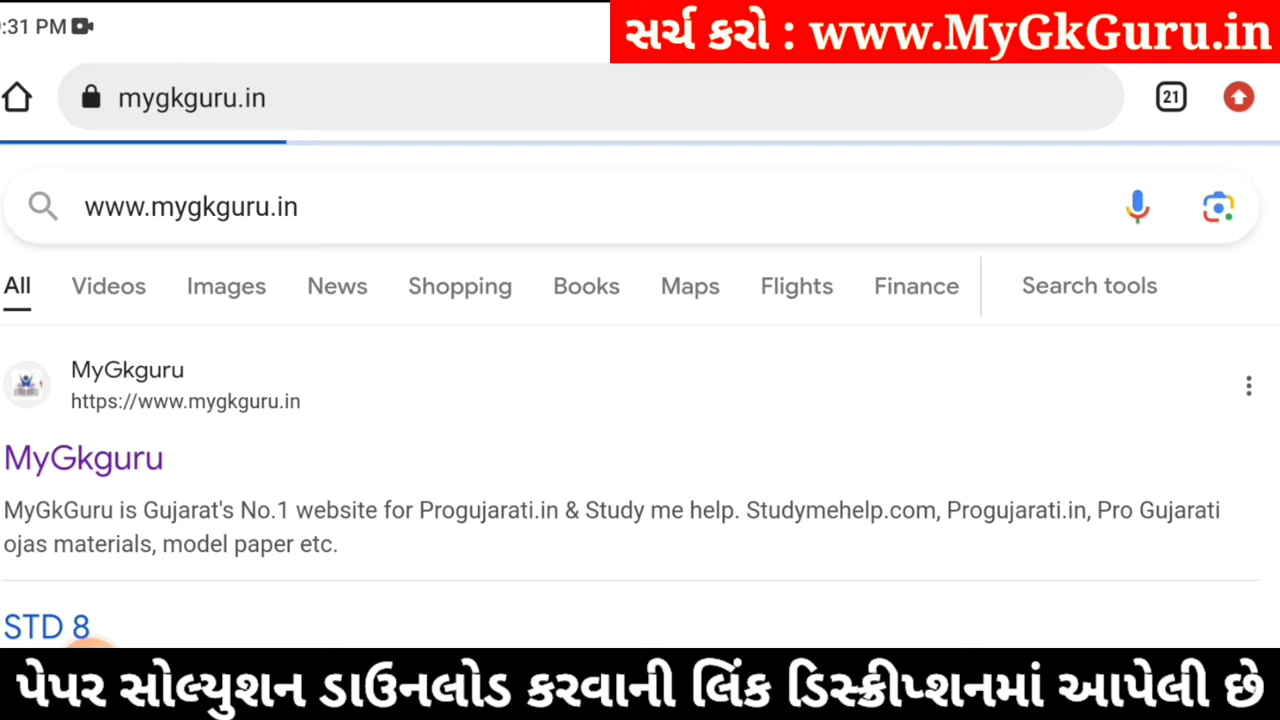 :31 PM
સર્ચ કરો : www.MyGkGuru.in
mygkguru.in
21
www.mygkguru.in
All Videos Images News Shopping Books Maps Flights Finance Search tools
MyGkguru
https://www.mygkguru.in
MyGkguru
MyGkGuru is Gujarat's No.1 website for Progujarati.in & Study me help. Studymehelp.com, Progujarati.in, Pro Gujarati
ojas materials, model paper etc.
STD 8
પેપર સોલ્યુશન ડાઉનલોડ કરવાની લિંક ડિસ્ક્રીપ્શનમાં આપેલી છે